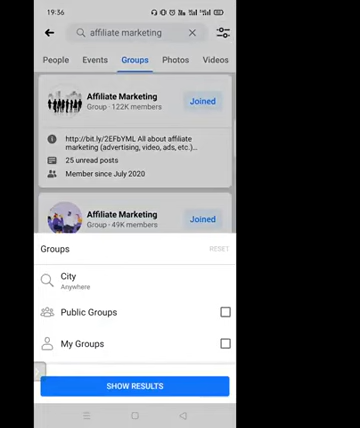 19:36
affiliate marketing
People Events Groups Photos Videos
Affiliate Marketing
Group · 122K members
Joined
http://bit.ly/2EFbYML All about affiliate
marketing (advertising, video, ads, etc.)...
25 unread posts
Member since July 2020
Affiliate Marketing
Group · 49K members
Joined
Groups
RESET
City
Anywhere
Public Groups
My Groups
SHOW RESULTS